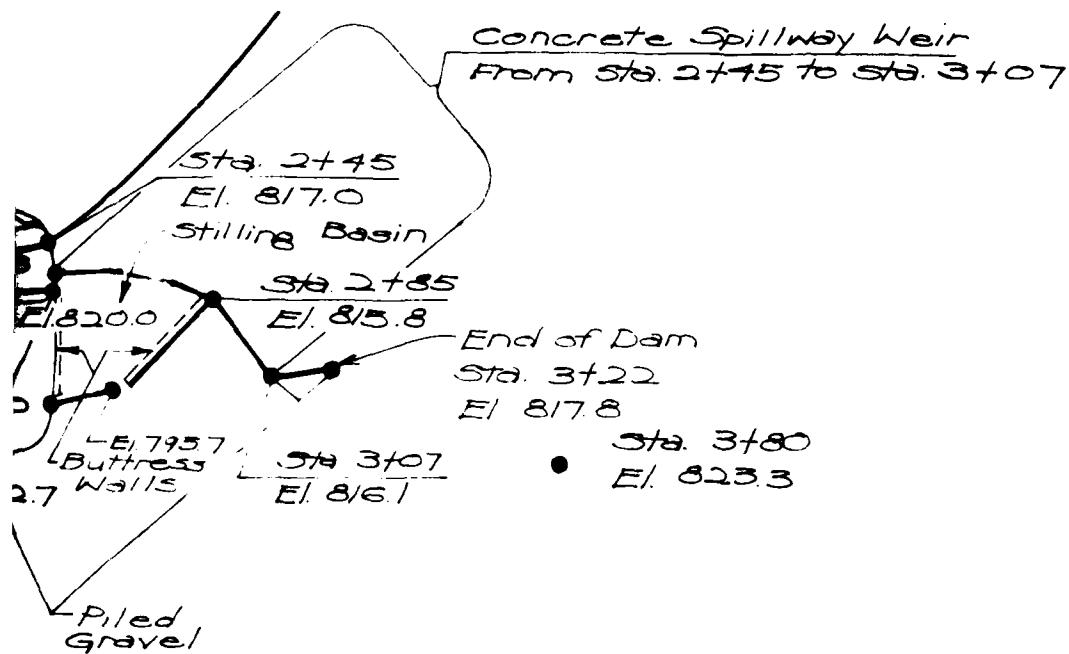 Concrete Spillway Weir
From Sta. 2+45 to Sta. 3+07
Sta. 2+45
El. 817.0
Stilling Basin
Sta. 2+85
El. 815.8
El. 820.0
End of Dam
Sta. 3+22
El 817.8
Sta. 3+80
El. 823.3
El. 795.7
Buttress
Walls
Sta 3+07
El. 816.1
2.7
Piled
Gravel